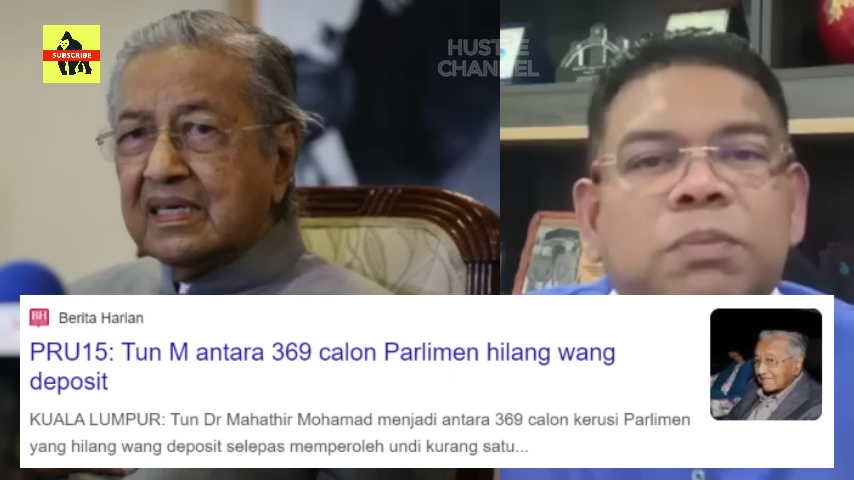 SUBSCRIBE
HUSTLE
CHANNEL
BH
Berita Harian
PRU15: Tun M antara 369 calon Parlimen hilang wang
deposit
KUALA LUMPUR: Tun Dr Mahathir Mohamad menjadi antara 369 calon kerusi Parlimen
yang hilang wang deposit selepas memperoleh undi kurang satu...